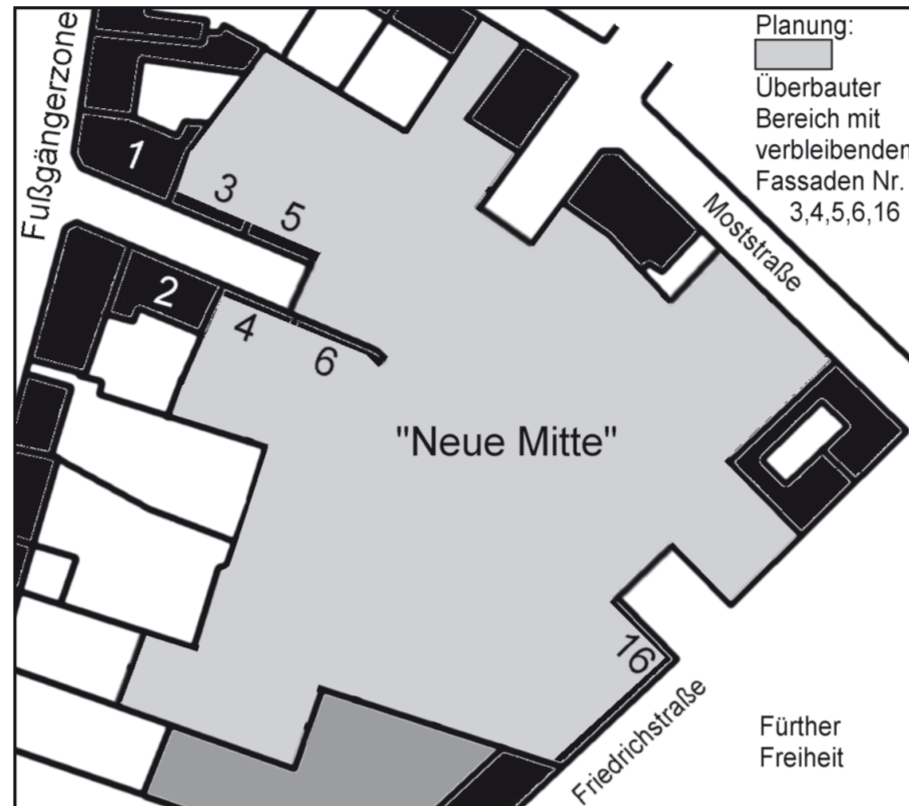 Planung:
Überbauter
Bereich mit
verbleibenden
Fassaden Nr.
3,4,5,6,16
Fußgängerzone
1
3
5
2
4
6
Moststraße
"Neue Mitte"
16
Friedrichstraße
Fürther
Freiheit